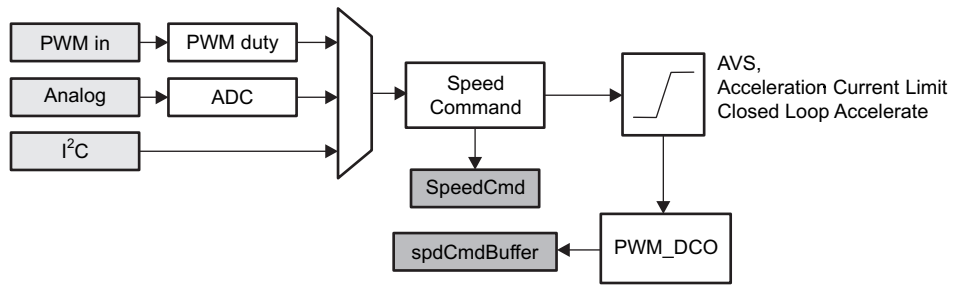 PWM in
PWM duty
Analog
ADC
I²C
Speed
Command
AVS,
Acceleration Current Limit
Closed Loop Accelerate
SpeedCmd
spdCmdBuffer
PWM_DCO